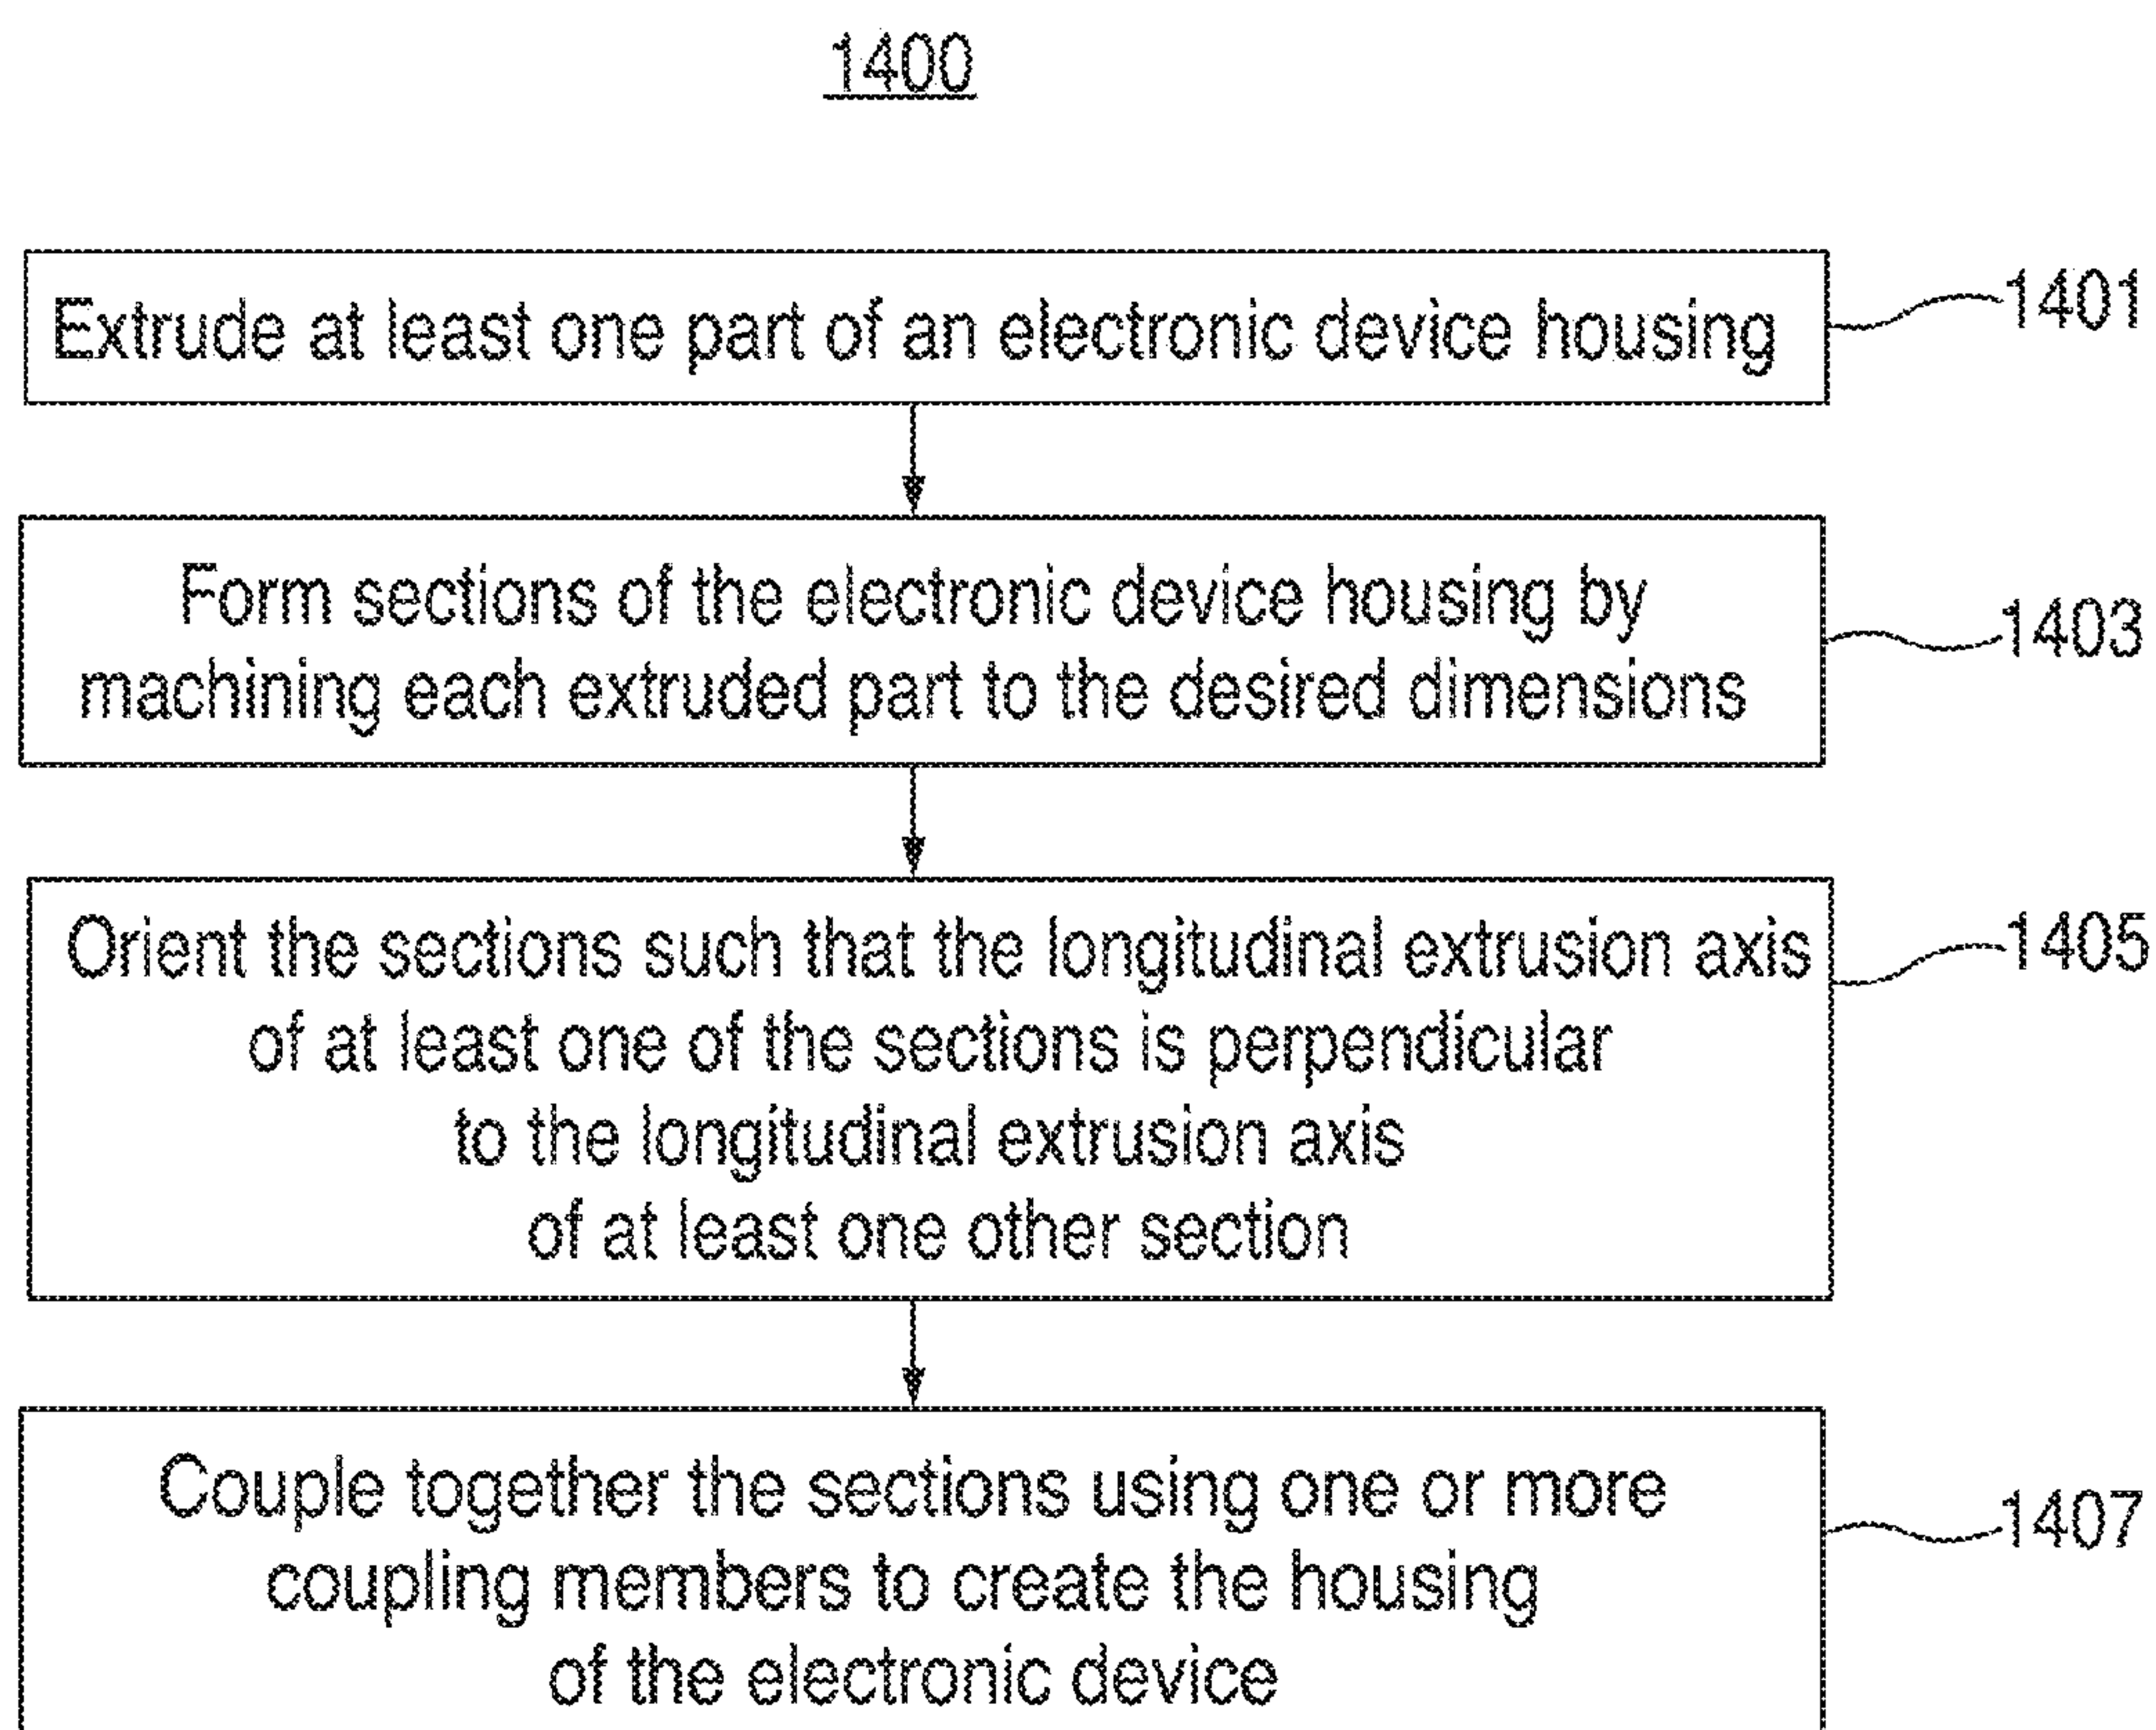 1400
Extrude at least one part of an electronic device housing
1401
Form sections of the electronic device housing by
machining each extruded part to the desired dimensions
1403
Orient the sections such that the longitudinal extrusion axis
of at least one of the sections is perpendicular
to the longitudinal extrusion axis
of at least one other section
1405
Couple together the sections using one or more
coupling members to create the housing
of the electronic device
1407